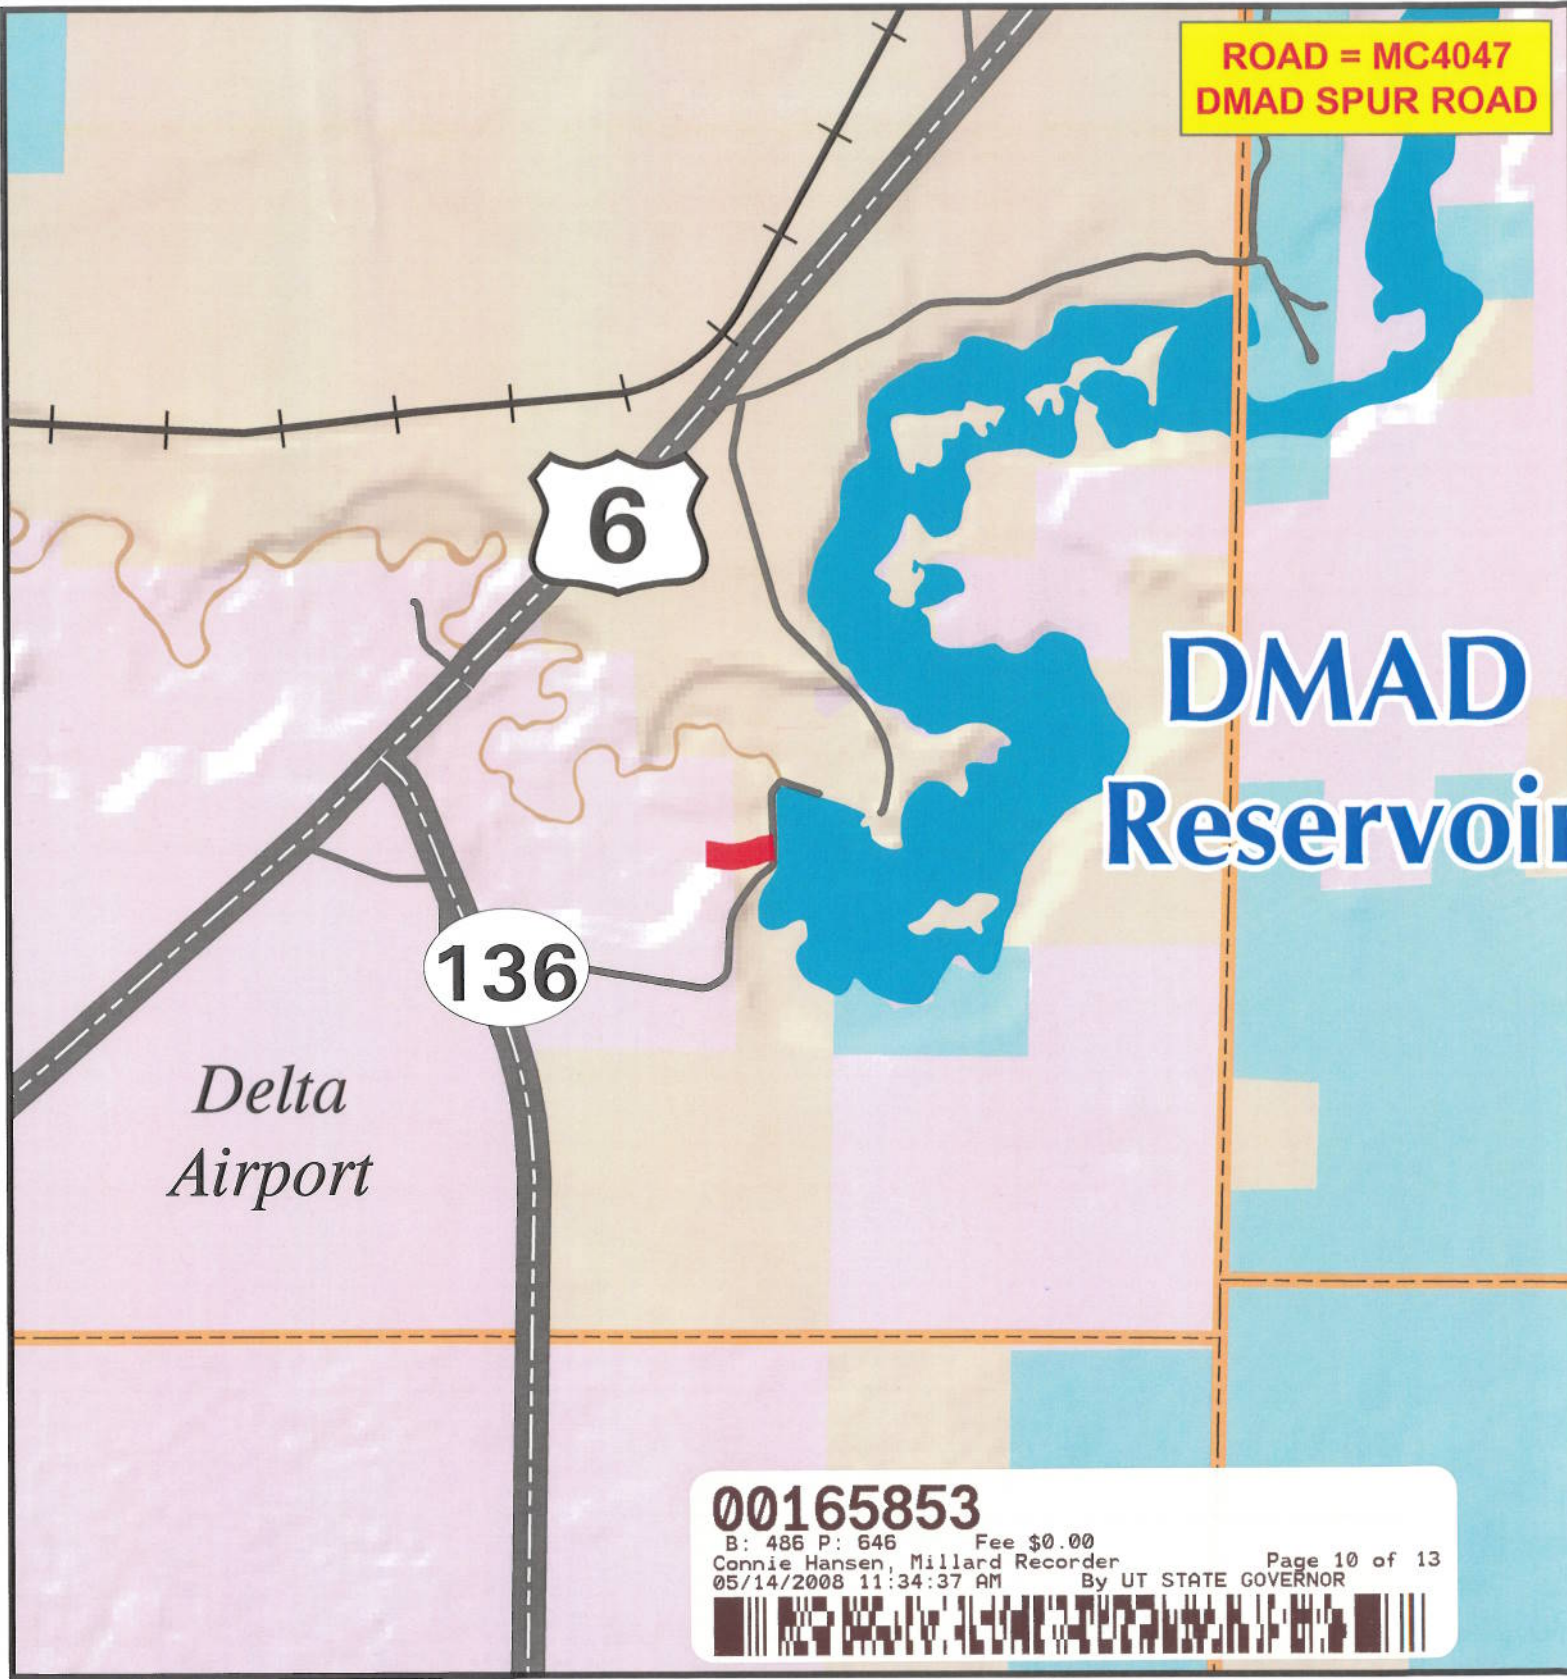 ROAD = MC4047
DMAD SPUR ROAD
6
DMAD
Reservoir
136
Delta
Airport
00165853
B: 486 P: 646 Fee $0.00
Connie Hansen, Millard Recorder Page 10 of 13
05/14/2008 11:34:37 AM By UT STATE GOVERNOR